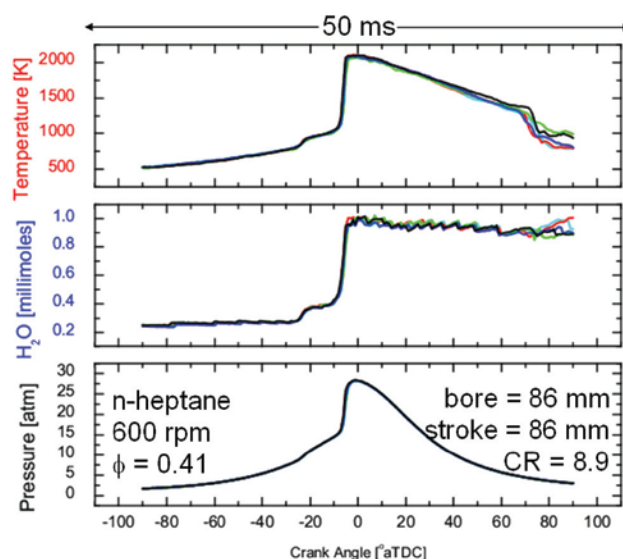 50 ms
Temperature [K]
2000
1500
1000
500
H₂O [millimoles]
1.0
0.8
0.6
0.4
0.2
Pressure [atm]
30
25
20
15
10
5
0
n-heptane
600 rpm
ϕ = 0.41
bore = 86 mm
stroke = 86 mm
CR = 8.9
-100 -80 -60 -40 -20 0 20 40 60 80 100
Crank Angle [°aTDC]